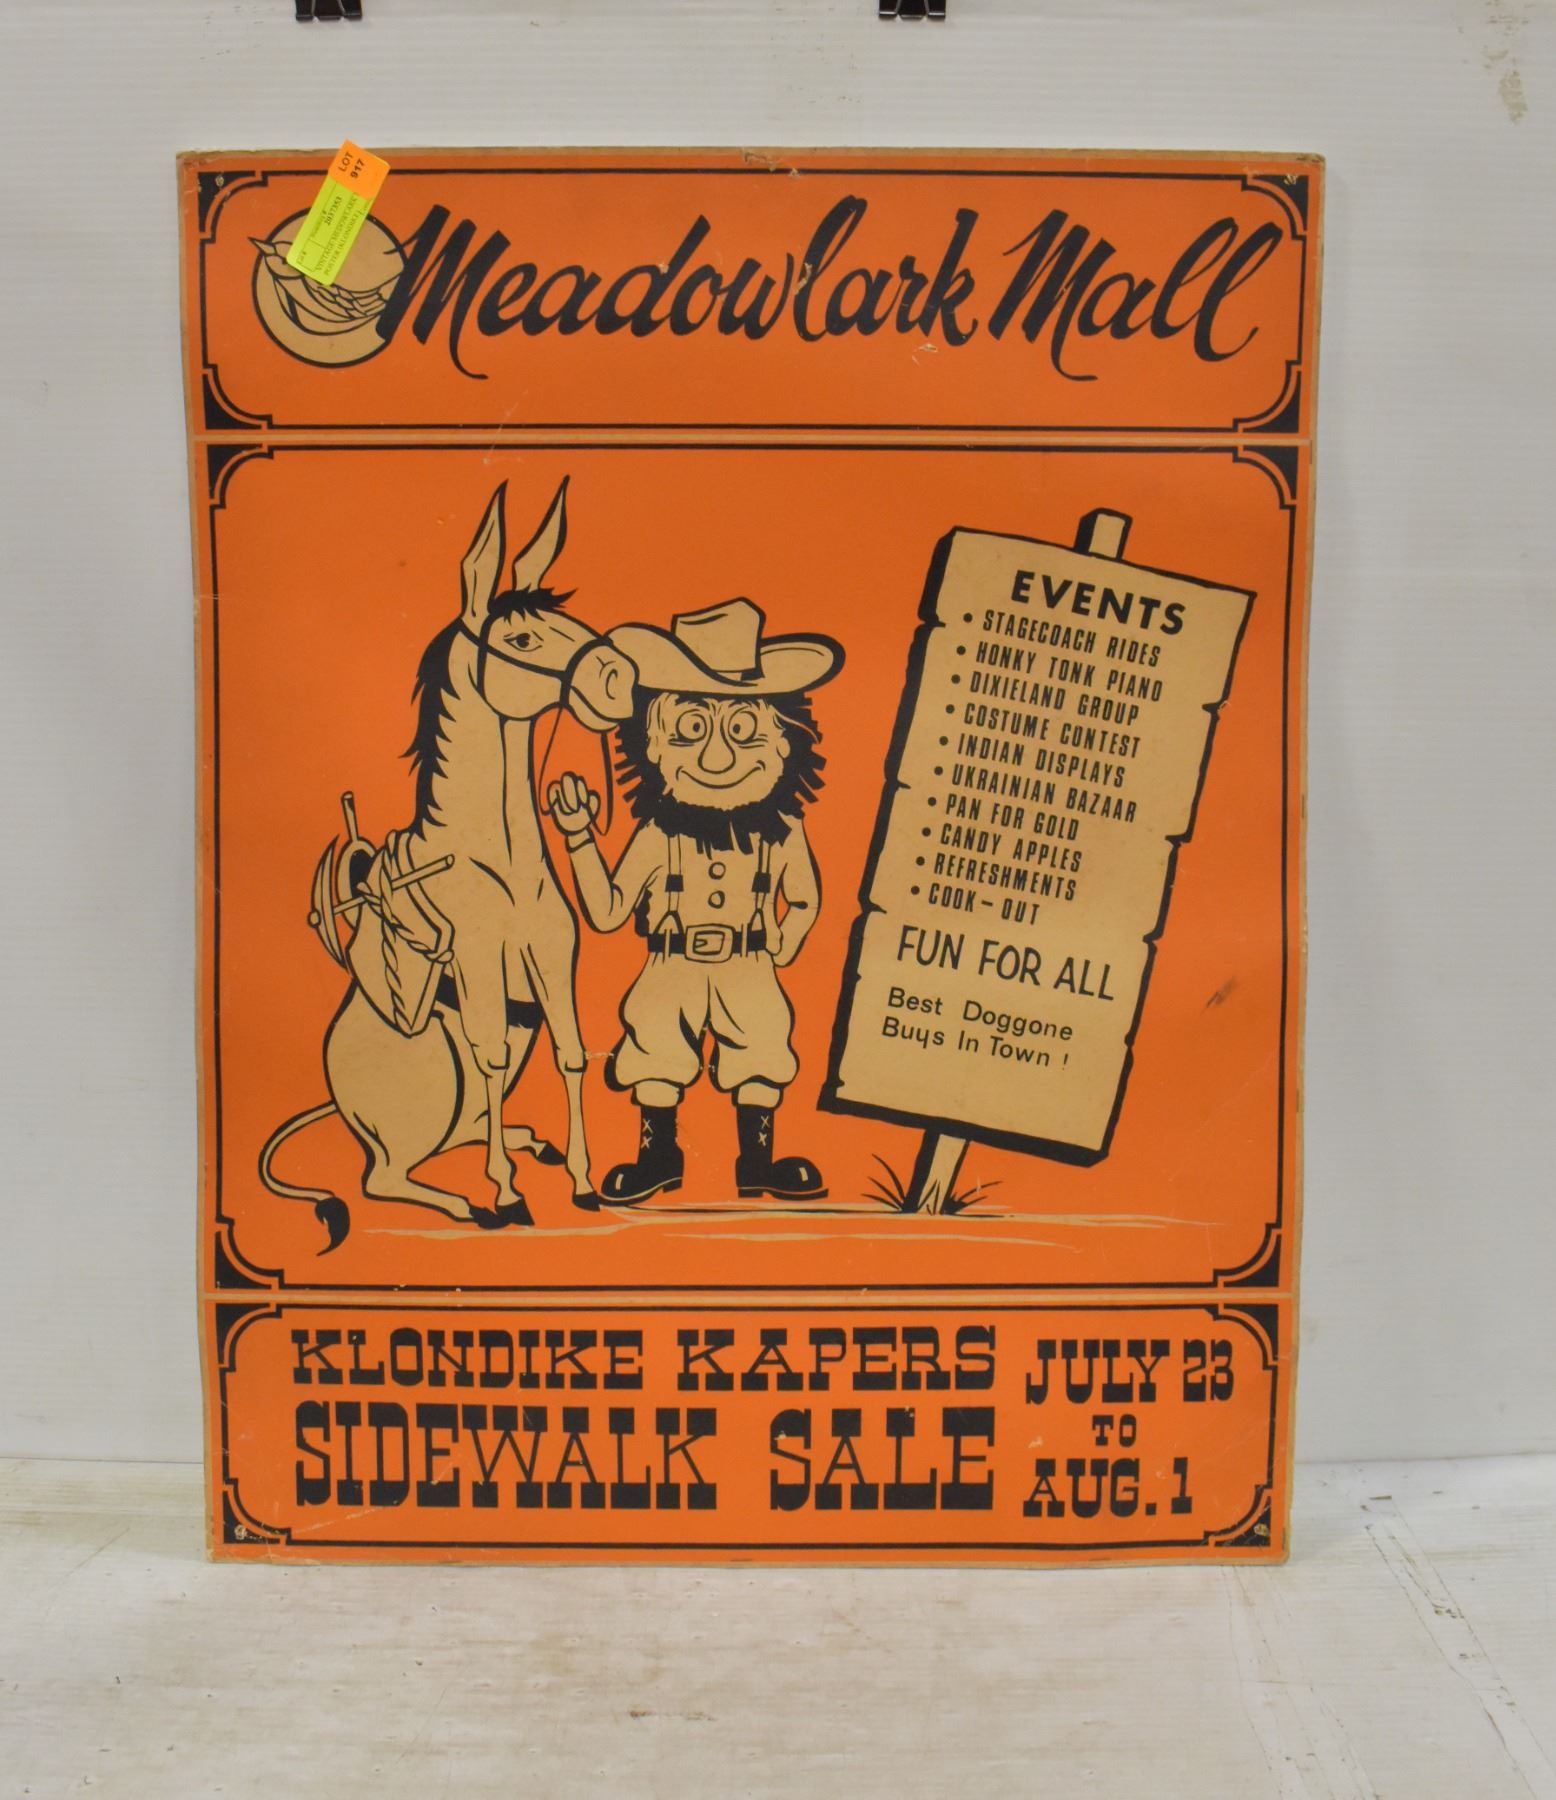 LOT
917
2037353
Meadowlark Mall
EVENTS
• STAGECOACH RIDES
• HONKY TONK PIANO
• DIXIELAND GROUP
• COSTUME CONTEST
• INDIAN DISPLAYS
• UKRAINIAN BAZAAR
• PAN FOR GOLD
• CANDY APPLES
• REFRESHMENTS
• COOK-OUT
FUN FOR ALL
Best Doggone
Buys In Town !
KLONDIKE KAPERS
SIDEWALK SALE
JULY 23
TO
AUG. 1